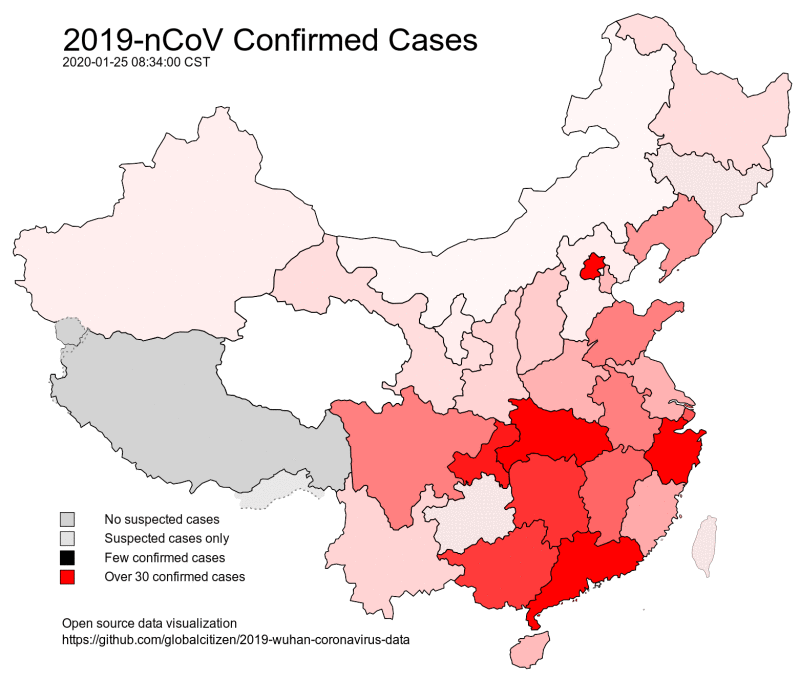 2019-nCoV Confirmed Cases
2020-01-25 08:34:00 CST
No suspected cases
Suspected cases only
Few confirmed cases
Over 30 confirmed cases
Open source data visualization
https://github.com/globalcitizen/2019-wuhan-coronavirus-data